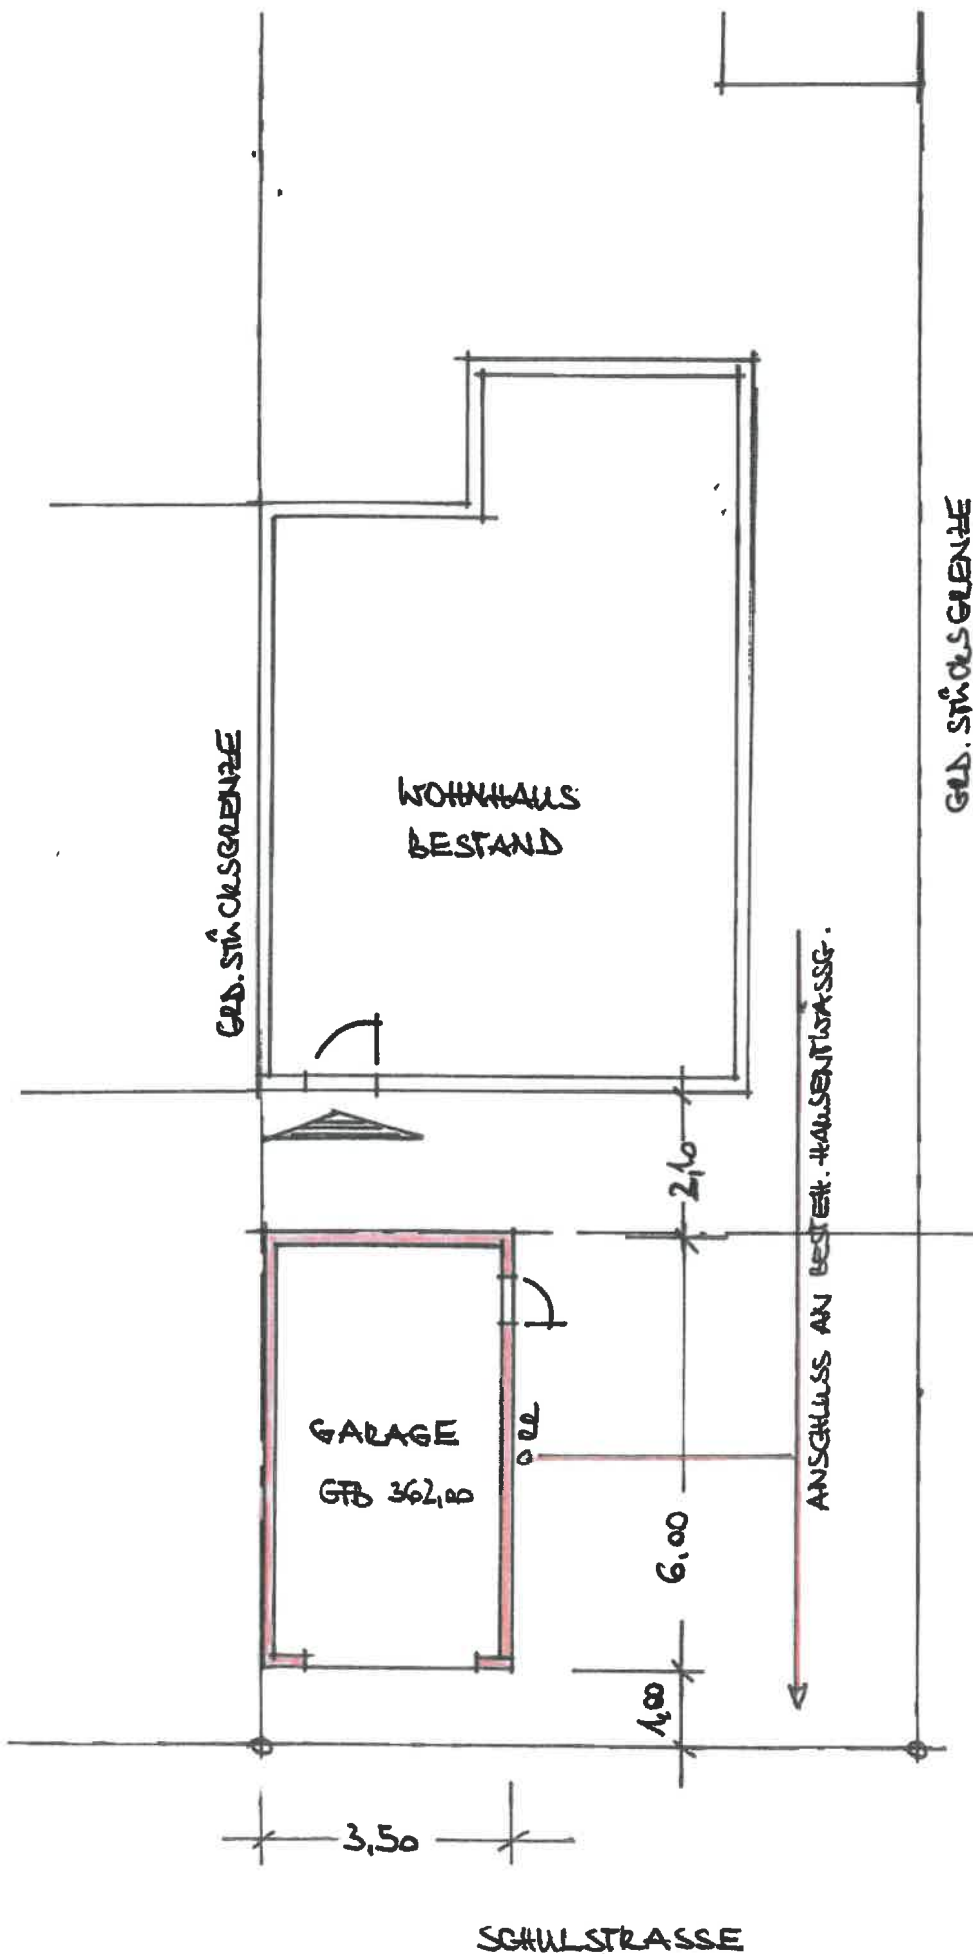 GRD. STÜCKSGRENZE
GRD. STÜCKSGRENZE
WOHNHAUS
BESTAND
ANSCHLUSS AN BESTEH. HAUSENTWÄSSG.
2,10
GARAGE
GFB 362,00
6,00
1,00
3,50
SCHULSTRASSE